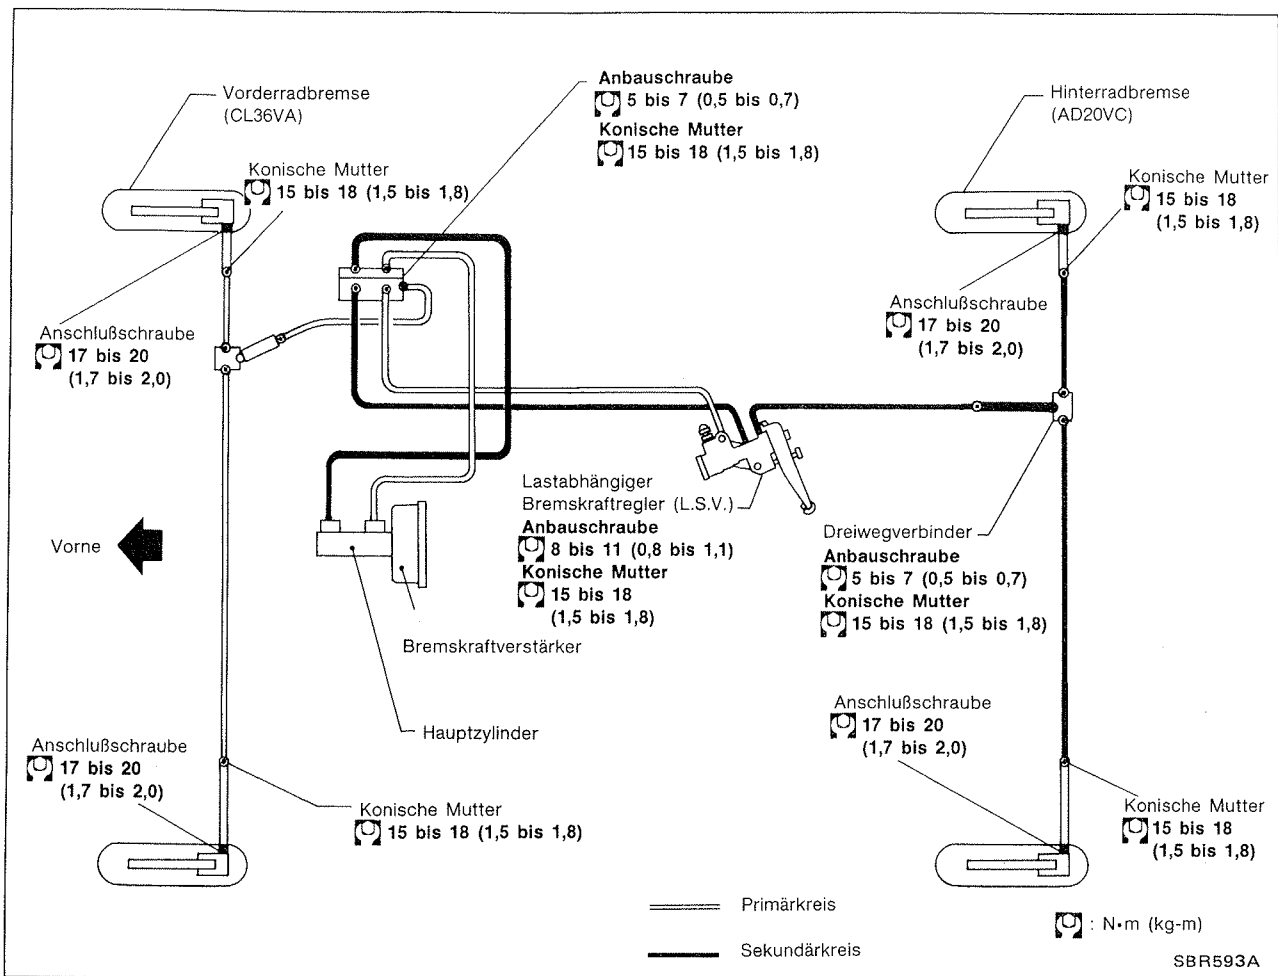 Vorderradbremse
(CL36VA)
Anbauschraube
5 bis 7 (0,5 bis 0,7)
Konische Mutter
15 bis 18 (1,5 bis 1,8)
Hinterradbremse
(AD20VC)
Konische Mutter
15 bis 18 (1,5 bis 1,8)
Konische Mutter
15 bis 18
(1,5 bis 1,8)
Anschlußschraube
17 bis 20
(1,7 bis 2,0)
Anschlußschraube
17 bis 20
(1,7 bis 2,0)
Lastabhängiger
Bremskraftregler (L.S.V.)
Anbauschraube
8 bis 11 (0,8 bis 1,1)
Konische Mutter
15 bis 18
(1,5 bis 1,8)
Dreiwegverbinder
Anbauschraube
5 bis 7 (0,5 bis 0,7)
Konische Mutter
15 bis 18 (1,5 bis 1,8)
Vorne
Bremskraftverstärker
Hauptzylinder
Anschlußschraube
17 bis 20
(1,7 bis 2,0)
Anschlußschraube
17 bis 20
(1,7 bis 2,0)
Konische Mutter
15 bis 18 (1,5 bis 1,8)
Konische Mutter
15 bis 18
(1,5 bis 1,8)
Primärkreis
Sekundärkreis
: N•m (kg-m)
SBR593A